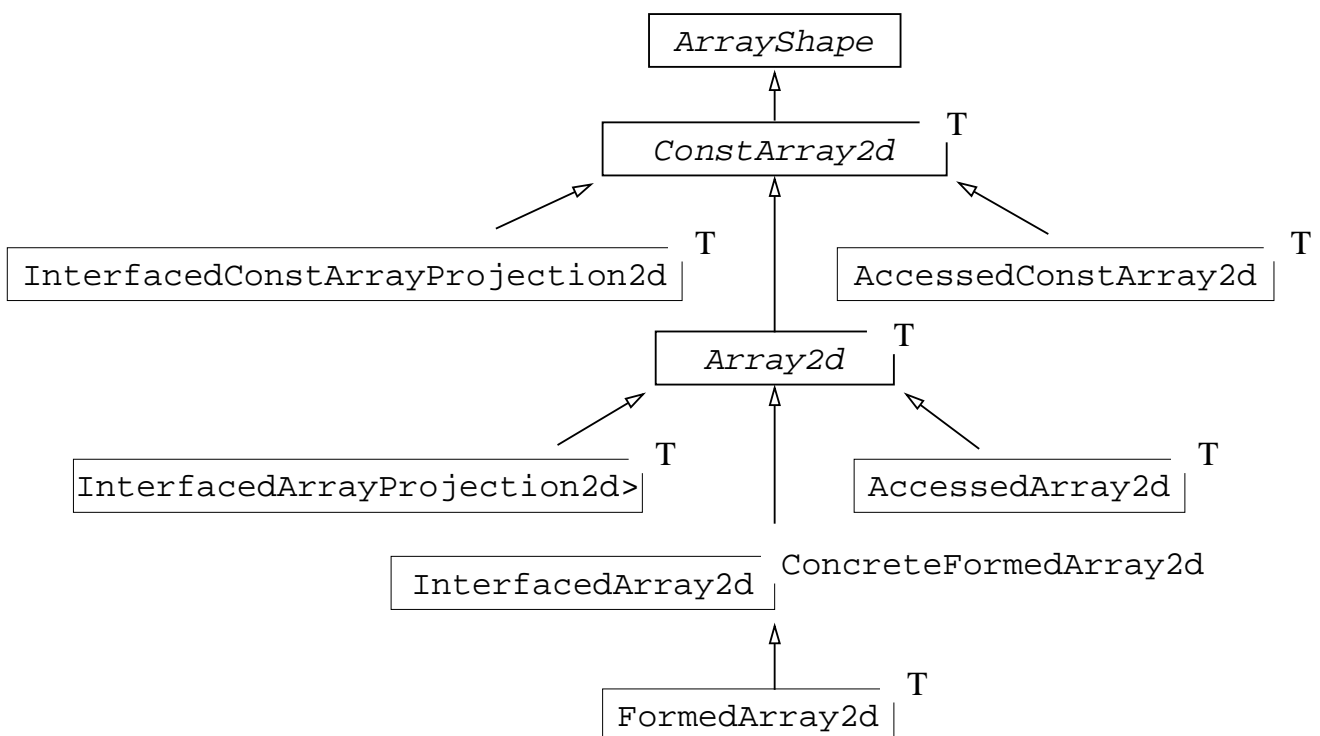 ArrayShape
T
ConstArray2d
T
T
InterfacedConstArrayProjection2d
AccessedConstArray2d
T
Array2d
T
T
InterfacedArrayProjection2d>
AccessedArray2d
ConcreteFormedArray2d
InterfacedArray2d
T
FormedArray2d